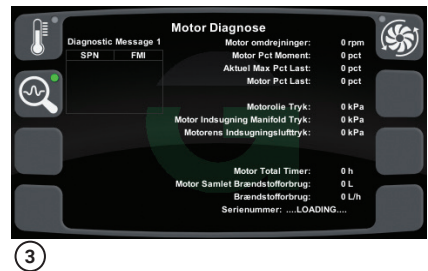 Motor Diagnose
Diagnostic Message 1
SPN FMI
Motor omdrejninger: 0 rpm
Motor Pct Moment: 0 pct
Aktuel Max Pct Last: 0 pct
Motor Pct Last: 0 pct
Motorolie Tryk: 0 kPa
Motor Indsugning Manifold Tryk: 0 kPa
Motorens Indsugningslufttryk: 0 kPa
Motor Total Timer: 0 h
Motor Samlet Brændstofforbrug: 0 L
Brændstofforbrug: 0 L/h
Serienummer: ....LOADING....
3